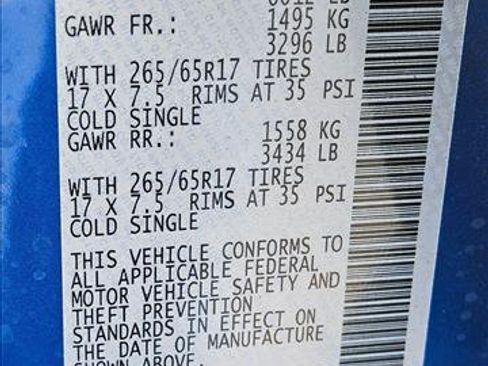 GAWR FR.: 1495 KG
3296 LB
WITH 265/65R17 TIRES
17 X 7.5 RIMS AT 35 PSI
COLD SINGLE
GAWR RR.: 1558 KG
3434 LB
WITH 265/65R17 TIRES
17 X 7.5 RIMS AT 35 PSI
COLD SINGLE
THIS VEHICLE CONFORMS TO
ALL APPLICABLE FEDERAL
MOTOR VEHICLE SAFETY AND
THEFT PREVENTION
STANDARDS IN EFFECT ON
THE DATE OF MANUFACTURE
SHOWN ABOVE.